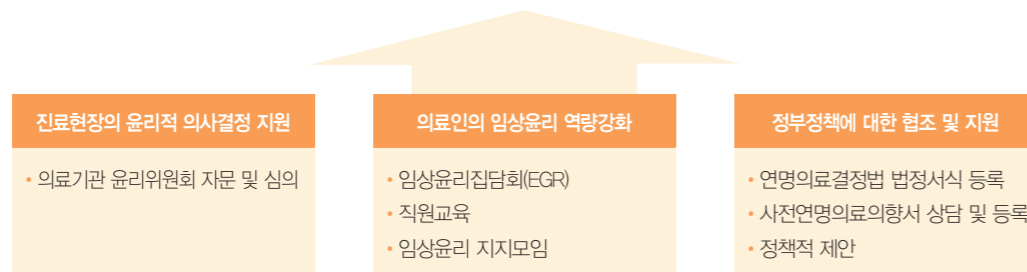 진료현장의 윤리적 의사결정 지원
• 의료기관 윤리위원회 자문 및 심의
의료인의 임상윤리 역량강화
• 임상윤리집담회(EGR)
• 직원교육
• 임상윤리 지지모임
정부정책에 대한 협조 및 지원
• 연명의료결정법 법정서식 등록
• 사전연명의료의향서 상담 및 등록
• 정책적 제안